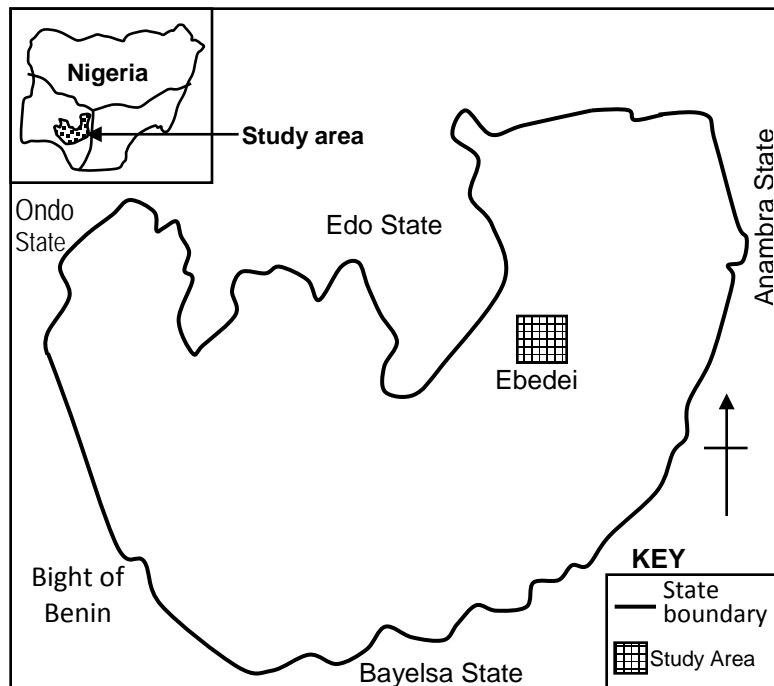 Nigeria
Study area
Ondo
State
Edo State
Anambra State
Ebedei
Bight of
Benin
Bayelsa State
KEY
State
boundary
Study Area